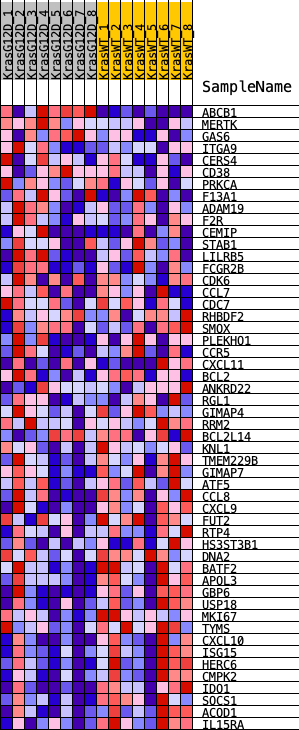 KrasG12D_1
KrasG12D_2
KrasG12D_3
KrasG12D_4
KrasG12D_5
KrasG12D_6
KrasG12D_7
KrasG12D_8
KrasWT_1
KrasWT_2
KrasWT_3
KrasWT_4
KrasWT_5
KrasWT_6
KrasWT_7
KrasWT_8
SampleName
ABCB1
MERTK
GAS6
ITGA9
CERS4
CD38
PRKCA
F13A1
ADAM19
F2R
CEMIP
STAB1
LILRB5
FCGR2B
CDK6
CCL7
CDC7
RHBDF2
SMOX
PLEKHO1
CCR5
CXCL11
BCL2
ANKRD22
RGL1
GIMAP4
RRM2
BCL2L14
KNL1
TMEM229B
GIMAP7
ATF5
CCL8
CXCL9
FUT2
RTP4
HS3ST3B1
DNA2
BATF2
APOL3
GBP6
USP18
MKI67
TYMS
CXCL10
ISG15
HERC6
CMPK2
IDO1
SOCS1
ACOD1
IL15RA